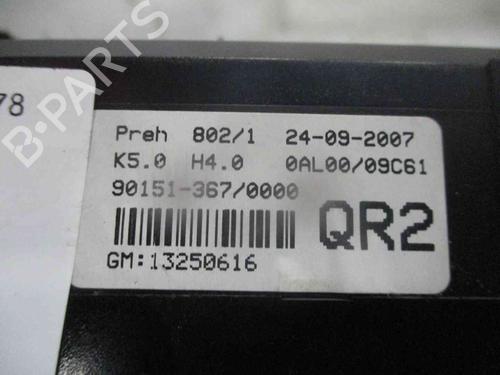 78
Preh 802/1 24-09-2007
K5.0 H4.0 0AL00/09C61
90151-367/0000
QR2
GM:13250616
B-PARTS